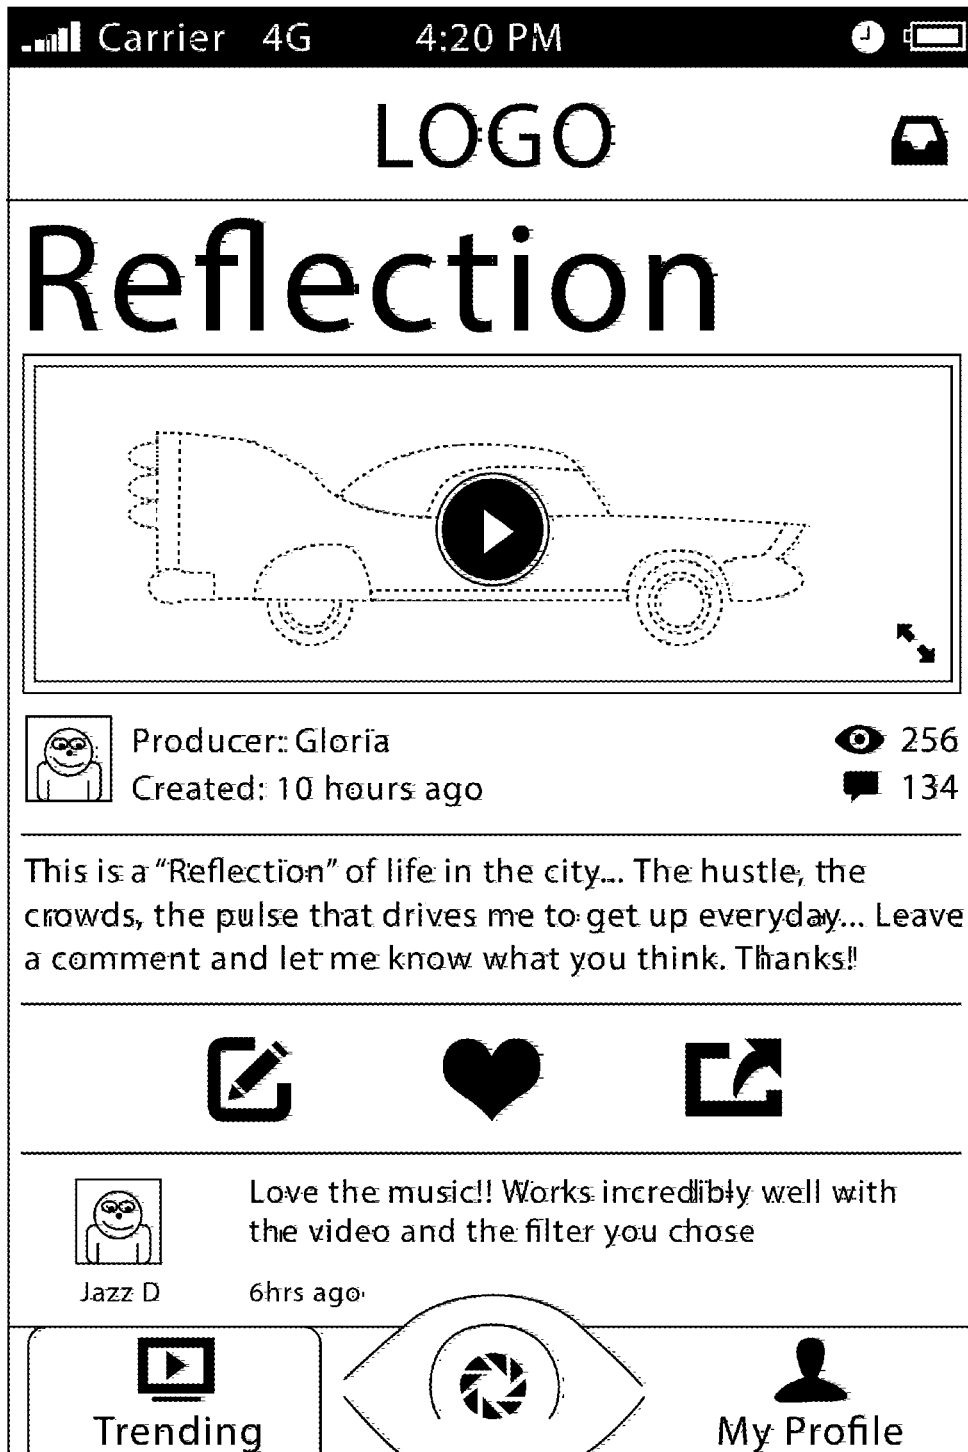 Carrier 4G 4:20 PM
LOGO
Reflection
Producer: Gloria
256
Created: 10 hours ago
134
This is a “Reflection” of life in the city... The hustle, the
crowds, the pulse that drives me to get up everyday... Leave
a comment and let me know what you think. Thanks!!
Love the music!! Works incredibly well with
the video and the filter you chose
Jazz D
6hrs ago
Trending
My Profile